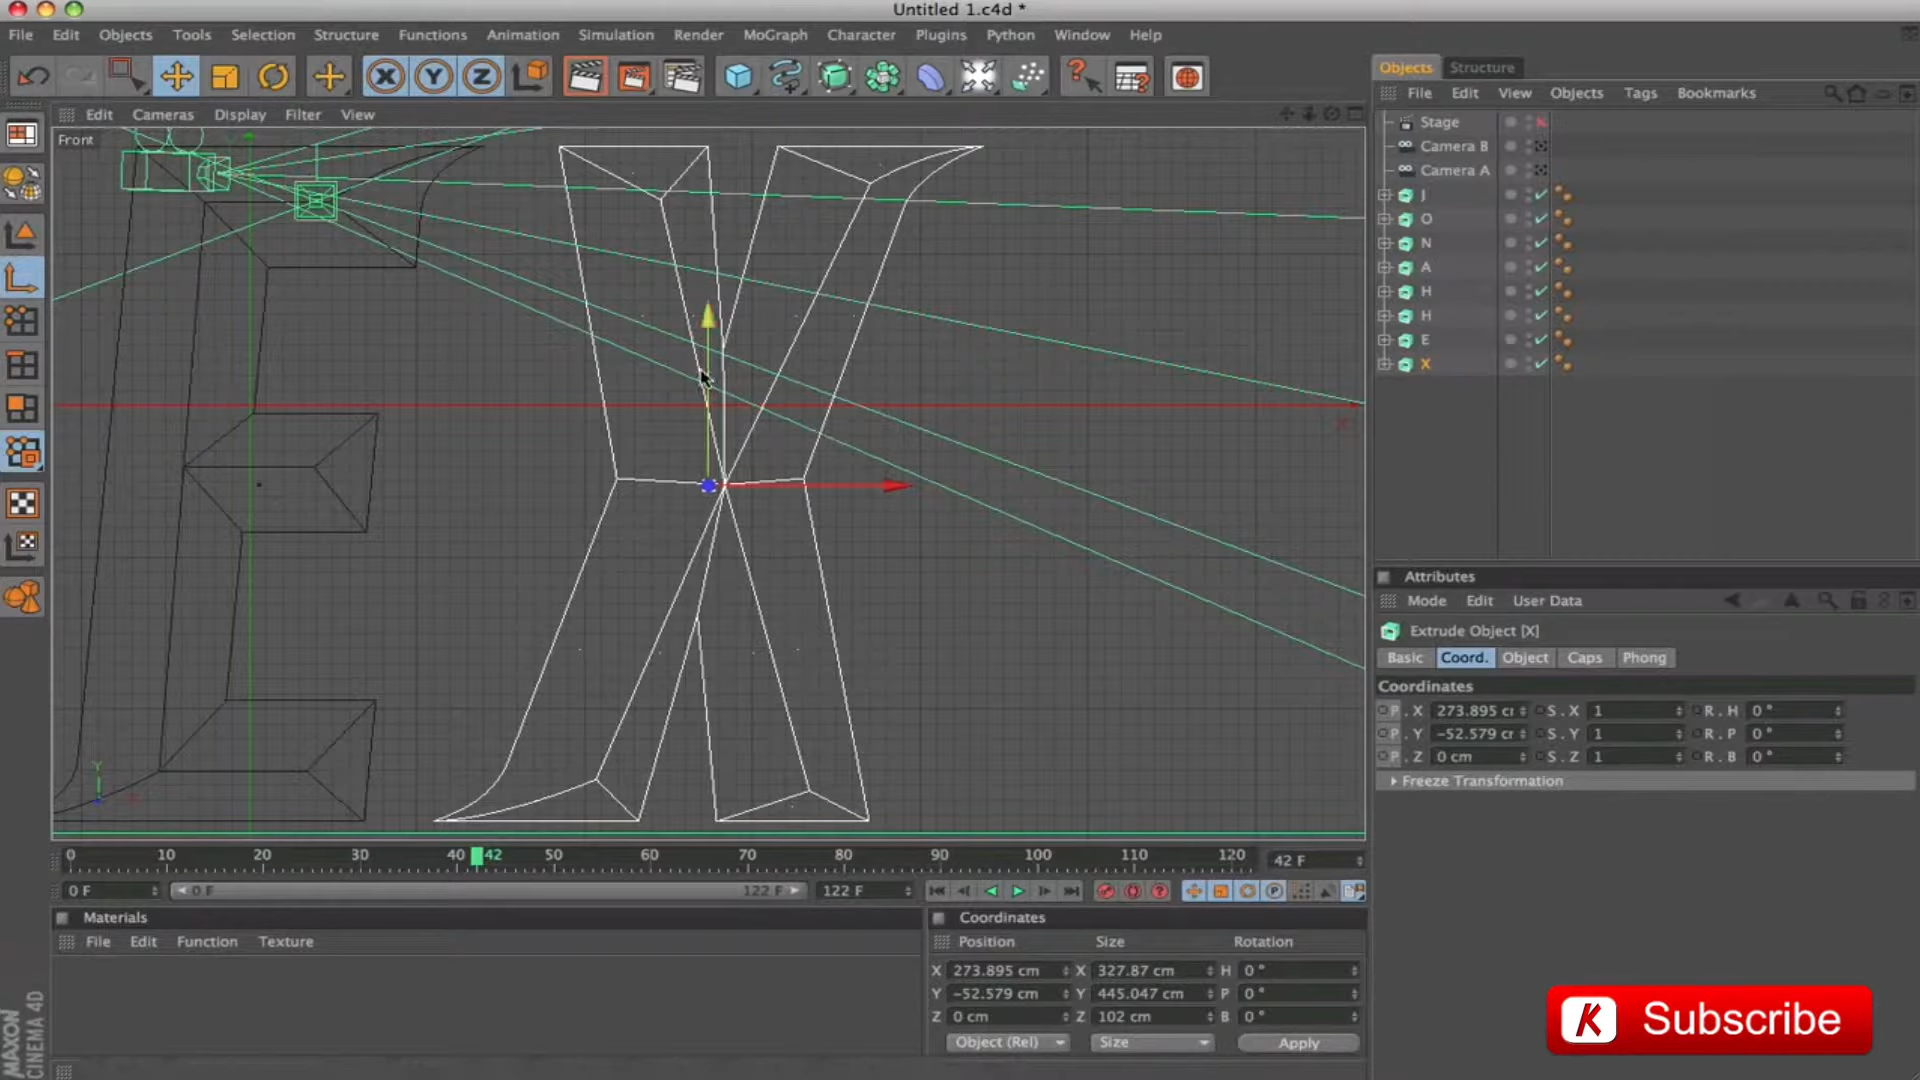 Untitled 1.c4d *
File Edit Objects Tools Selection Structure Functions Animation Simulation Render MoGraph Character Plugins Python Window Help
X Y Z
Objects Structure
File Edit View Objects Tags Bookmarks
Edit Cameras Display Filter View
Front
Stage
Camera B
Camera A
J
O
N
A
H
H
E
X
Attributes
Mode Edit User Data
Extrude Object [X]
Basic Coord. Object Caps Phong
Coordinates
P . X 273.895 cr S . X 1 R . H 0 °
P . Y -52.579 cr S . Y 1 R . P 0 °
P . Z 0 cm S . Z 1 R . B 0 °
Freeze Transformation
Y
0 10 20 30 40 42 50 60 70 80 90 100 110 120 42 F
0 F 0 F 122 F 122 F
Materials
File Edit Function Texture
Coordinates
Position Size Rotation
X 273.895 cm X 327.87 cm H 0 °
Y -52.579 cm Y 445.047 cm P 0 °
Z 0 cm Z 102 cm B 0 °
Object (Rel) Size Apply
MAXON
CINEMA 4D
K Subscribe